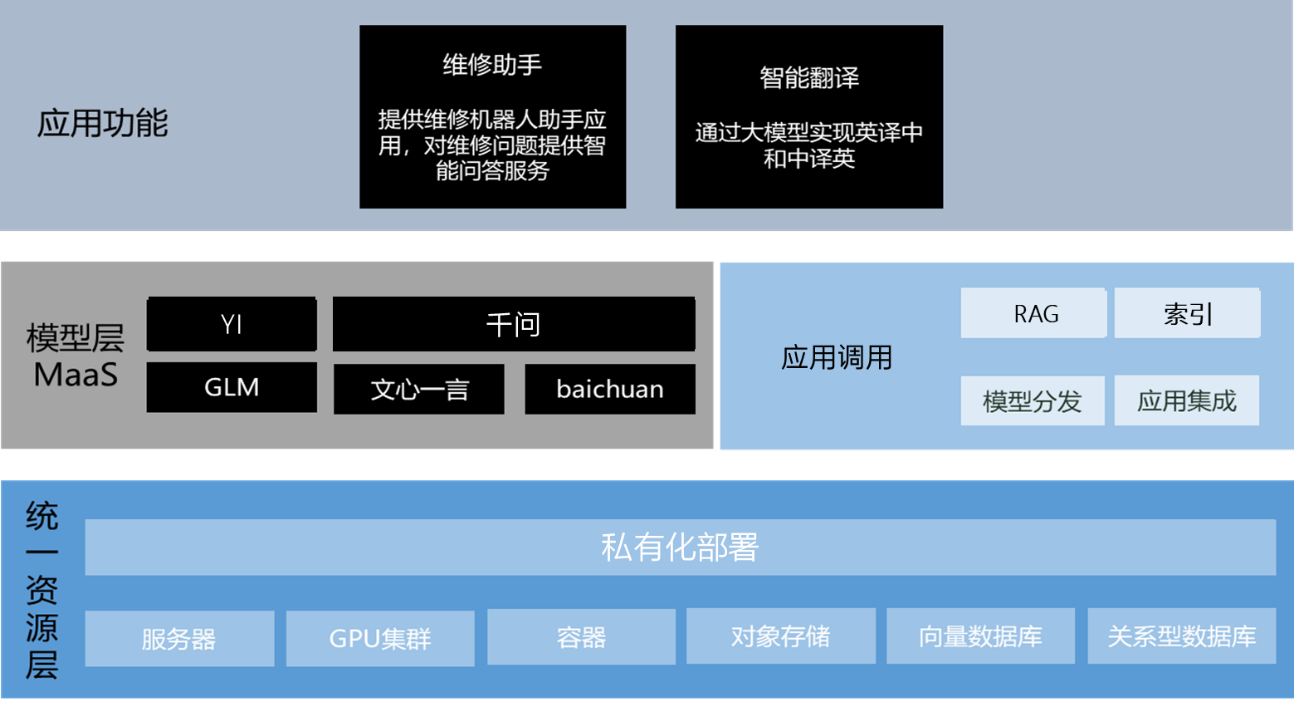 应用功能
维修助手
提供维修机器人助手应
用，对维修问题提供智
能问答服务
智能翻译
通过大模型实现英译中
和中译英
模型层
MaaS
YI
千问
GLM
文心一言
baichuan
应用调用
RAG
索引
模型分发
应用集成
统一资源层
私有化部署
服务器
GPU集群
容器
对象存储
向量数据库
关系型数据库